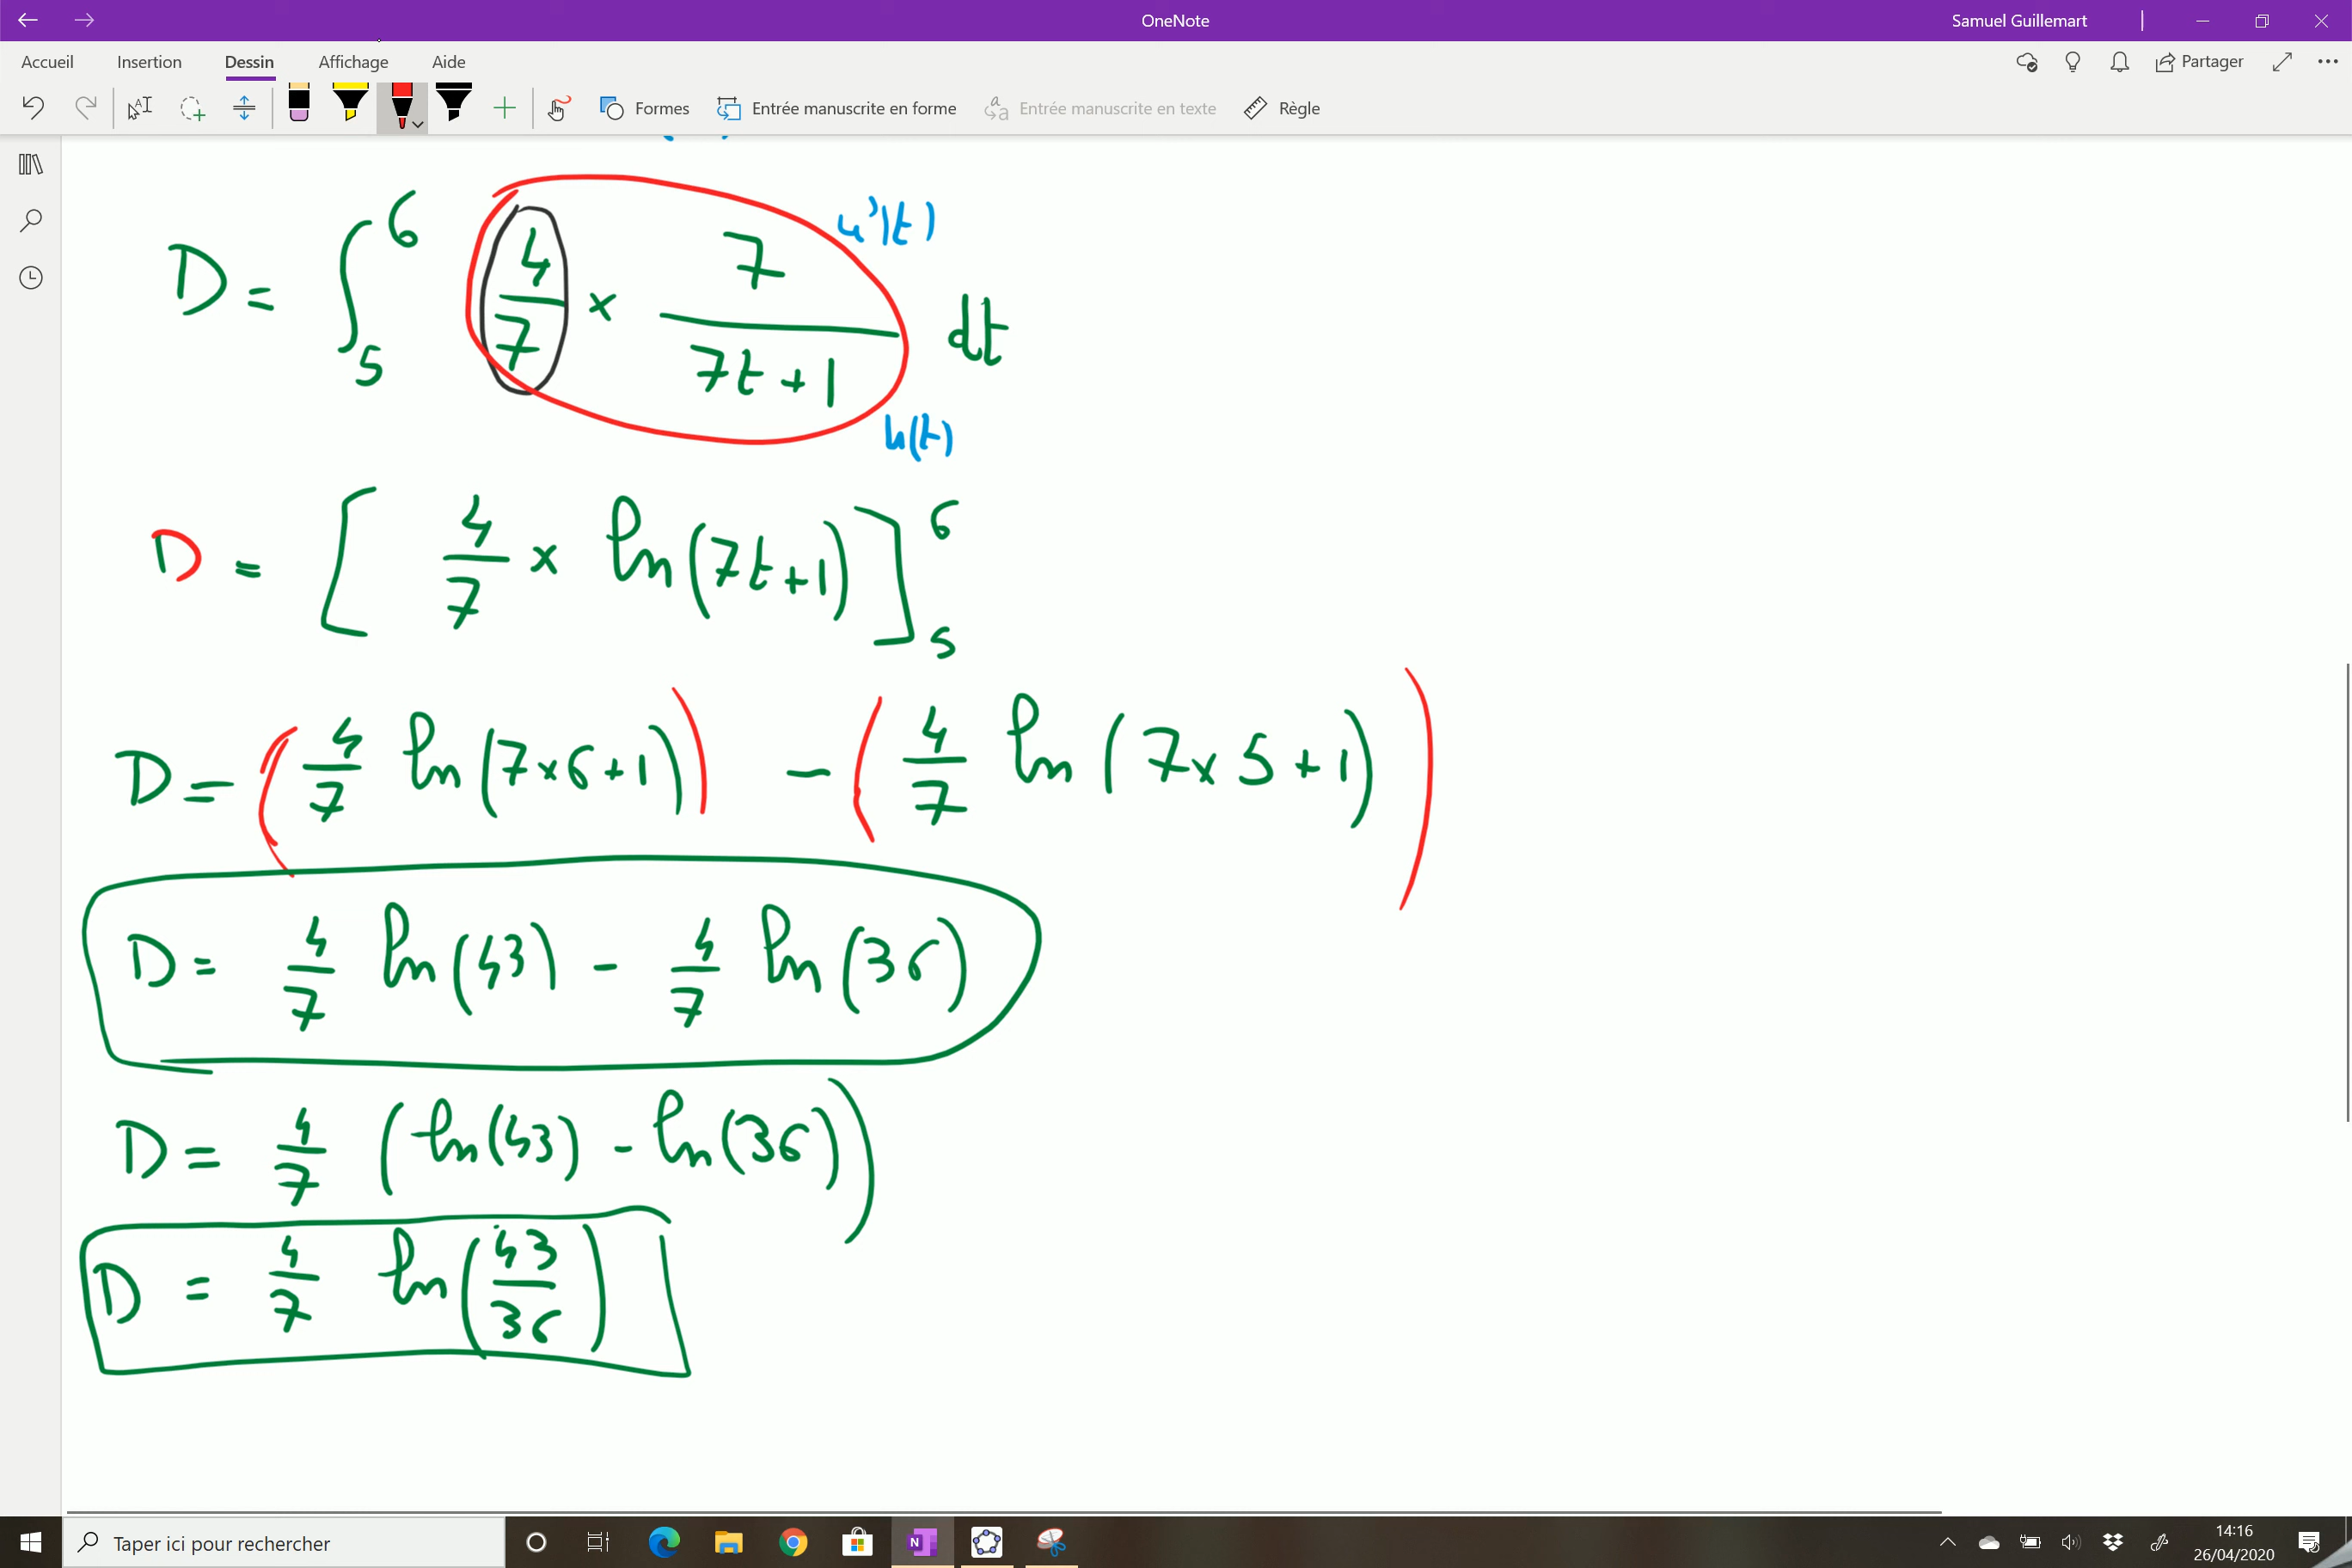 OneNote
Samuel Guillemart
Accueil Insertion Dessin Affichage Aide
Partager
Formes Entrée manuscrite en forme Entrée manuscrite en texte Règle
D = ∫₅⁶ 4/7 × 7/(7t+1) dt
u'(t)
u(t)
D = [ 4/7 × ln(7t+1) ]₅⁶
D = ( 4/7 ln(7×6+1) ) - ( 4/7 ln(7×5+1) )
D = 4/7 ln(43) - 4/7 ln(36)
D = 4/7 (ln(43) - ln(36))
D = 4/7 ln(43/36)
Taper ici pour rechercher
14:16
26/04/2020